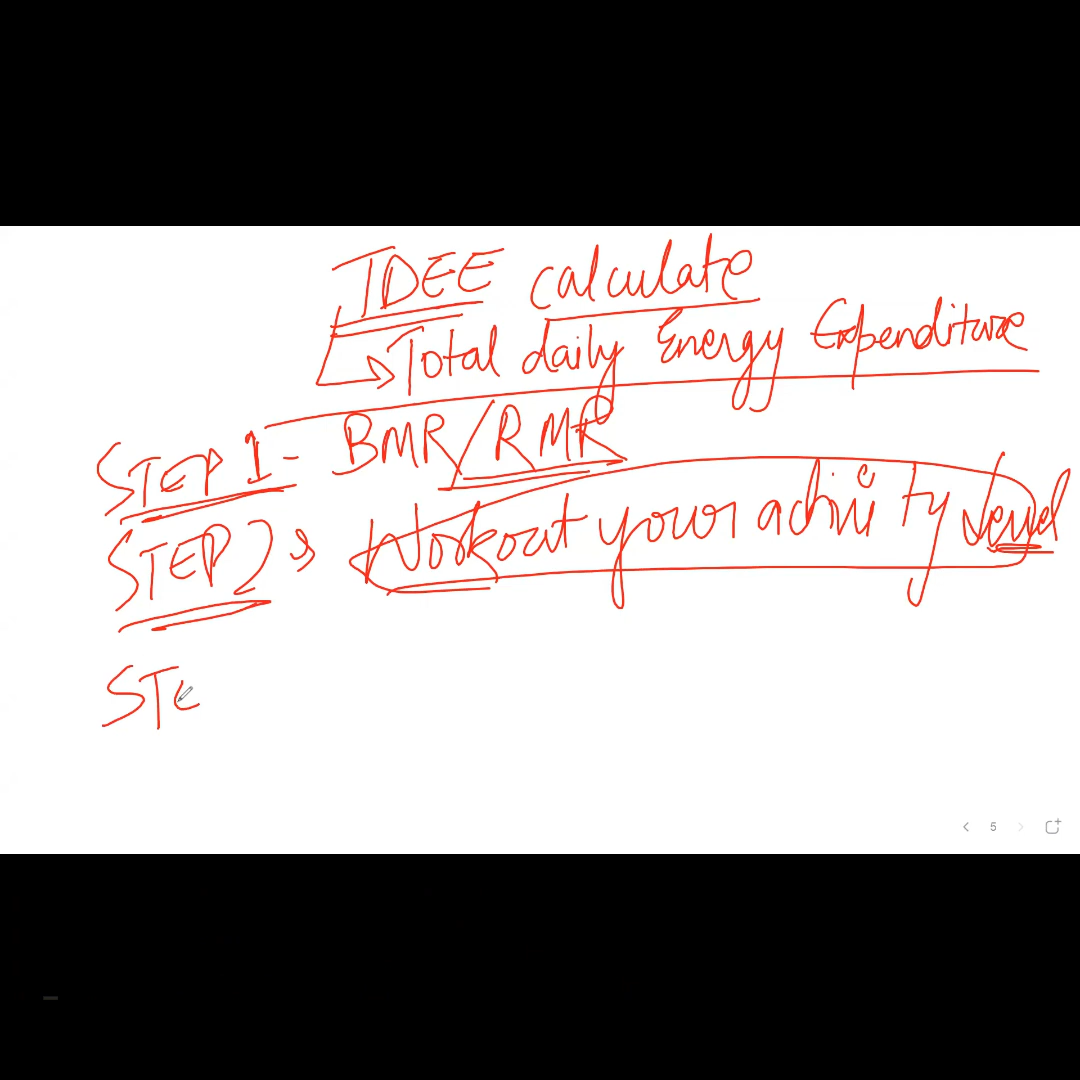 TDEE calculate
Total daily Energy Expenditure
STEP 1 - BMR/RMR
STEP 2 → Workout your activity level
STE
5